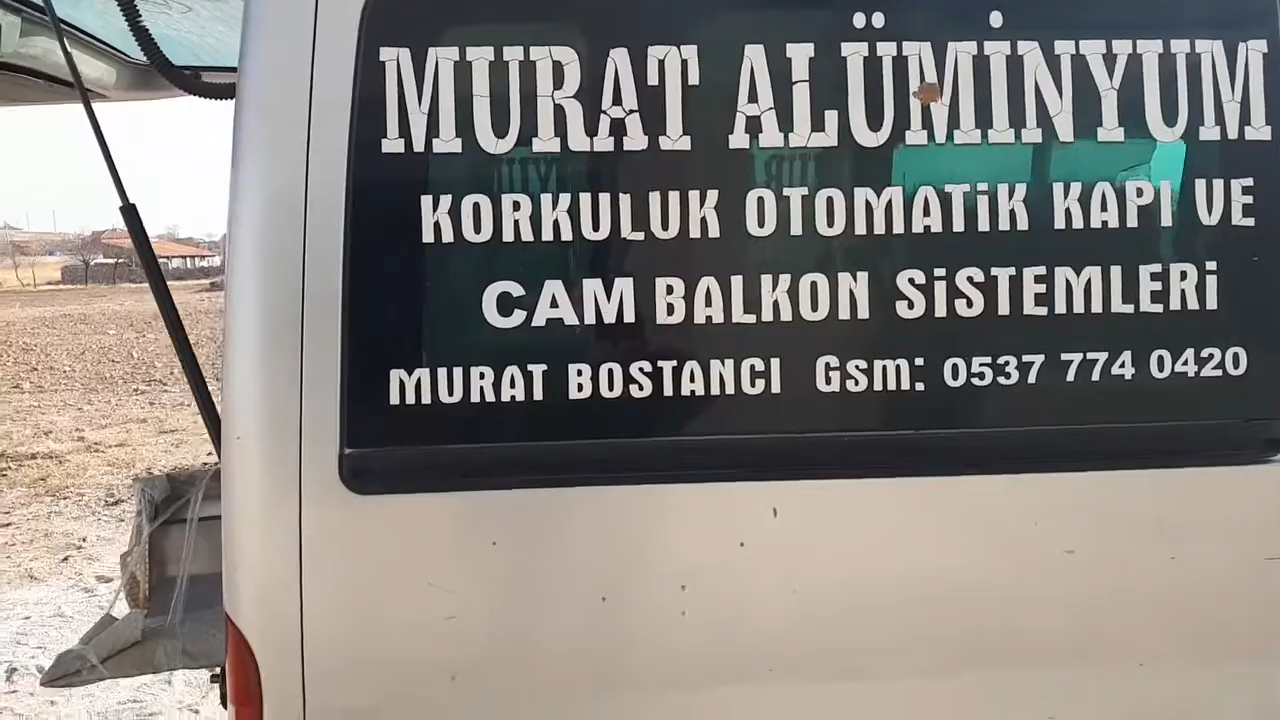 MURAT ALÜMİNYUM
KORKULUK OTOMATİK KAPI VE
CAM BALKON SİSTEMLERİ
MURAT BOSTANCI Gsm: 0537 774 0420